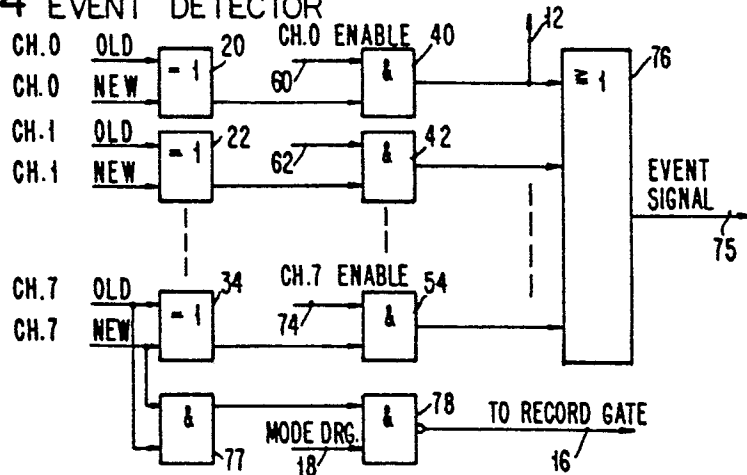 4 EVENT DETECTOR
CH.0 OLD = 1 20 CH.0 ENABLE & 40 12 ≥ 1 76
CH.0 NEW 60
CH.1 OLD = 1 22 & 42
CH.1 NEW 62
EVENT
SIGNAL
75
CH.7 OLD = 1 34 CH.7 ENABLE & 54
CH.7 NEW 74
& 77 & 78
MODE DRG. 18
TO RECORD GATE
16